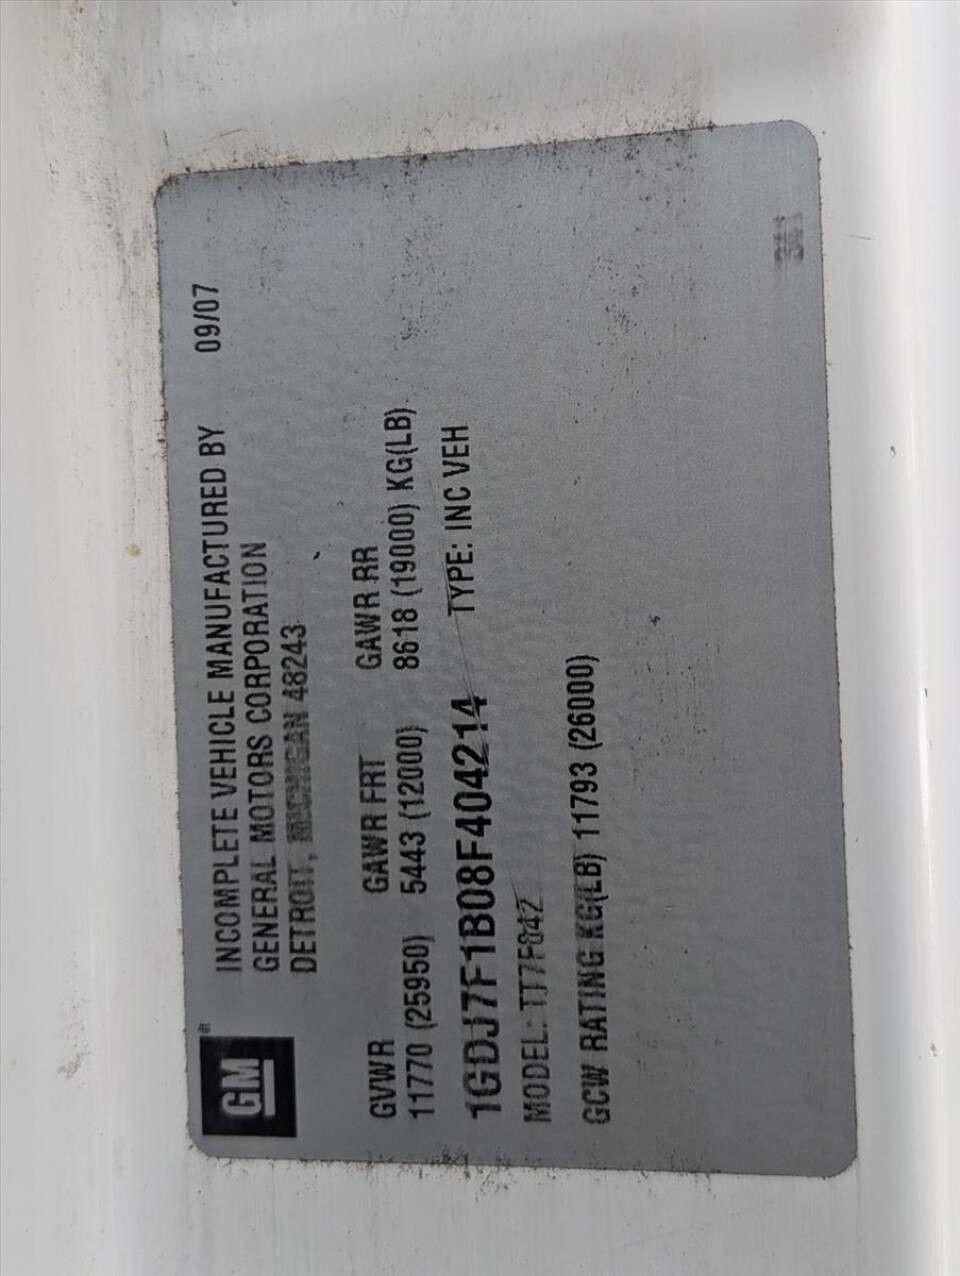 GM
INCOMPLETE VEHICLE MANUFACTURED BY 09/07
GENERAL MOTORS CORPORATION
DETROIT, MICHIGAN 48243
GVWR GAWR FRT GAWR RR
11770 (25950) 5443 (12000) 8618 (19000) KG(LB)
1GDJ7F1B08F404214 TYPE: INC VEH
MODEL: TT7F042
GCW RATING KG(LB) 11793 (26000)